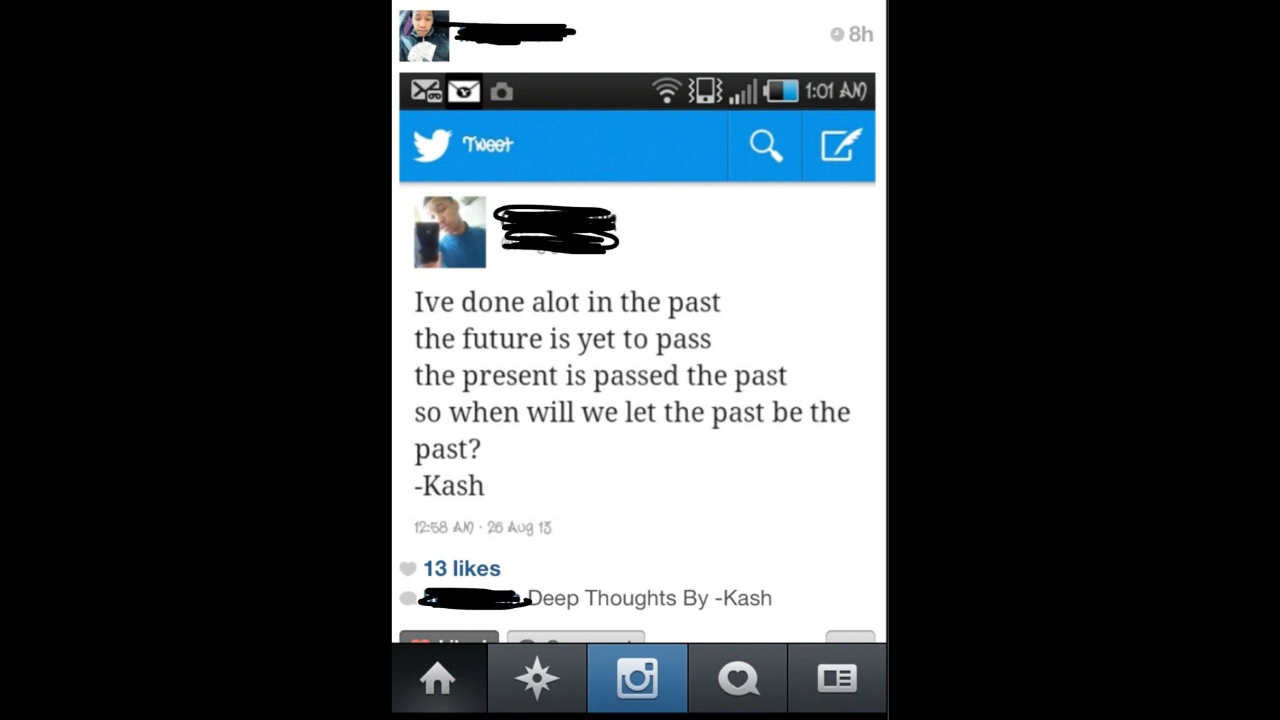 8h
1:01 AM
Tweet
Ive done alot in the past
the future is yet to pass
the present is passed the past
so when will we let the past be the
past?
-Kash
12:58 AM · 26 Aug 13
13 likes
Deep Thoughts By -Kash